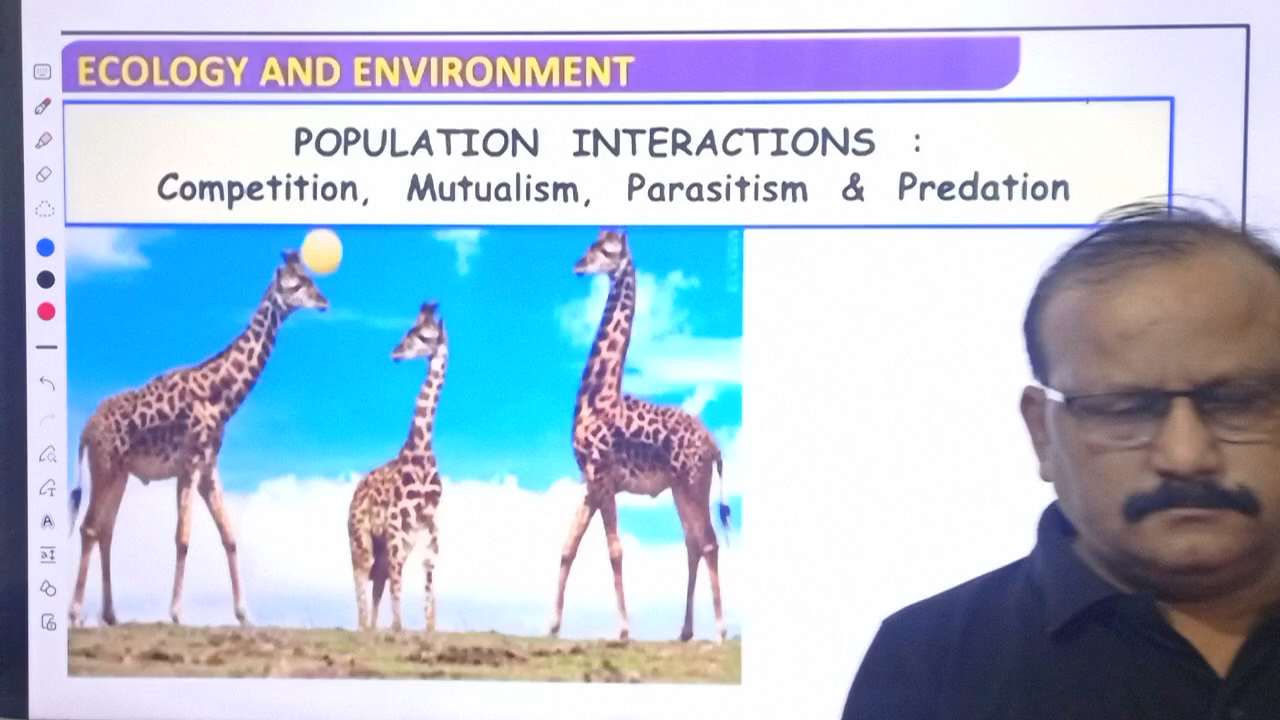 ECOLOGY AND ENVIRONMENT
POPULATION INTERACTIONS :
Competition, Mutualism, Parasitism & Predation